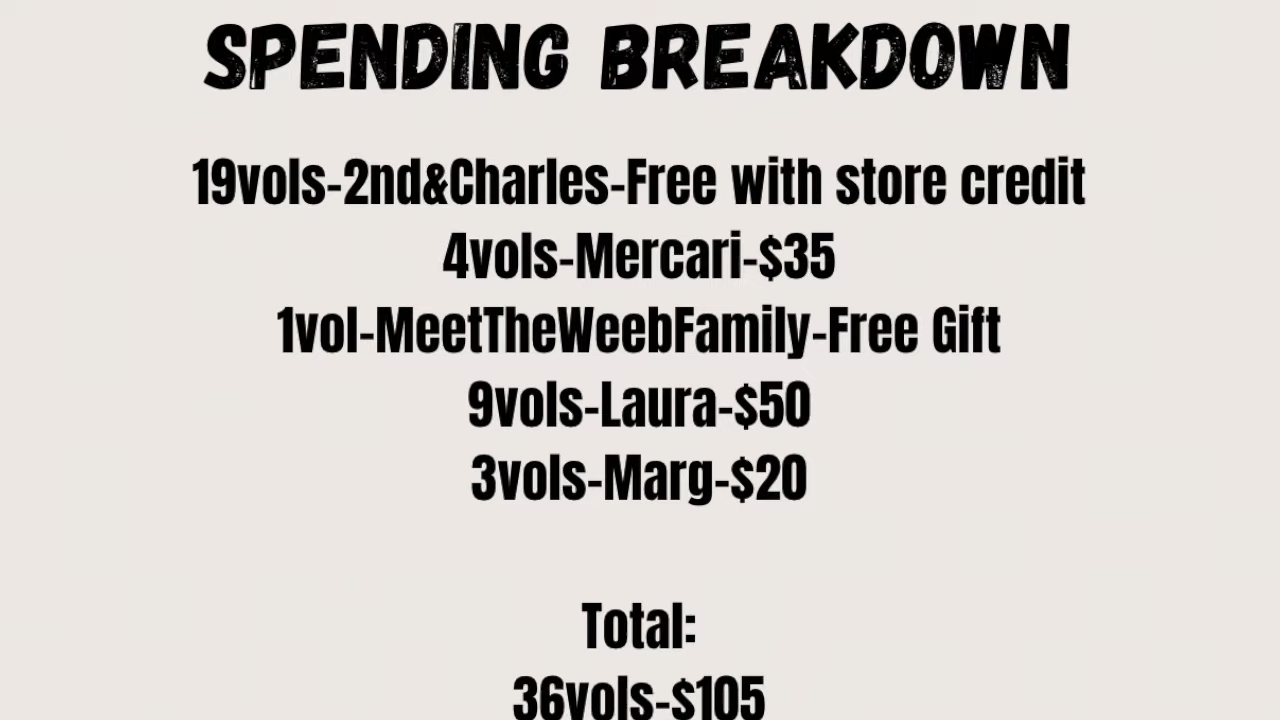 SPENDING BREAKDOWN
19vols-2nd&Charles-Free with store credit
4vols-Mercari-$35
1vol-MeetTheWeebFamily-Free Gift
9vols-Laura-$50
3vols-Marg-$20
Total:
36vols-$105